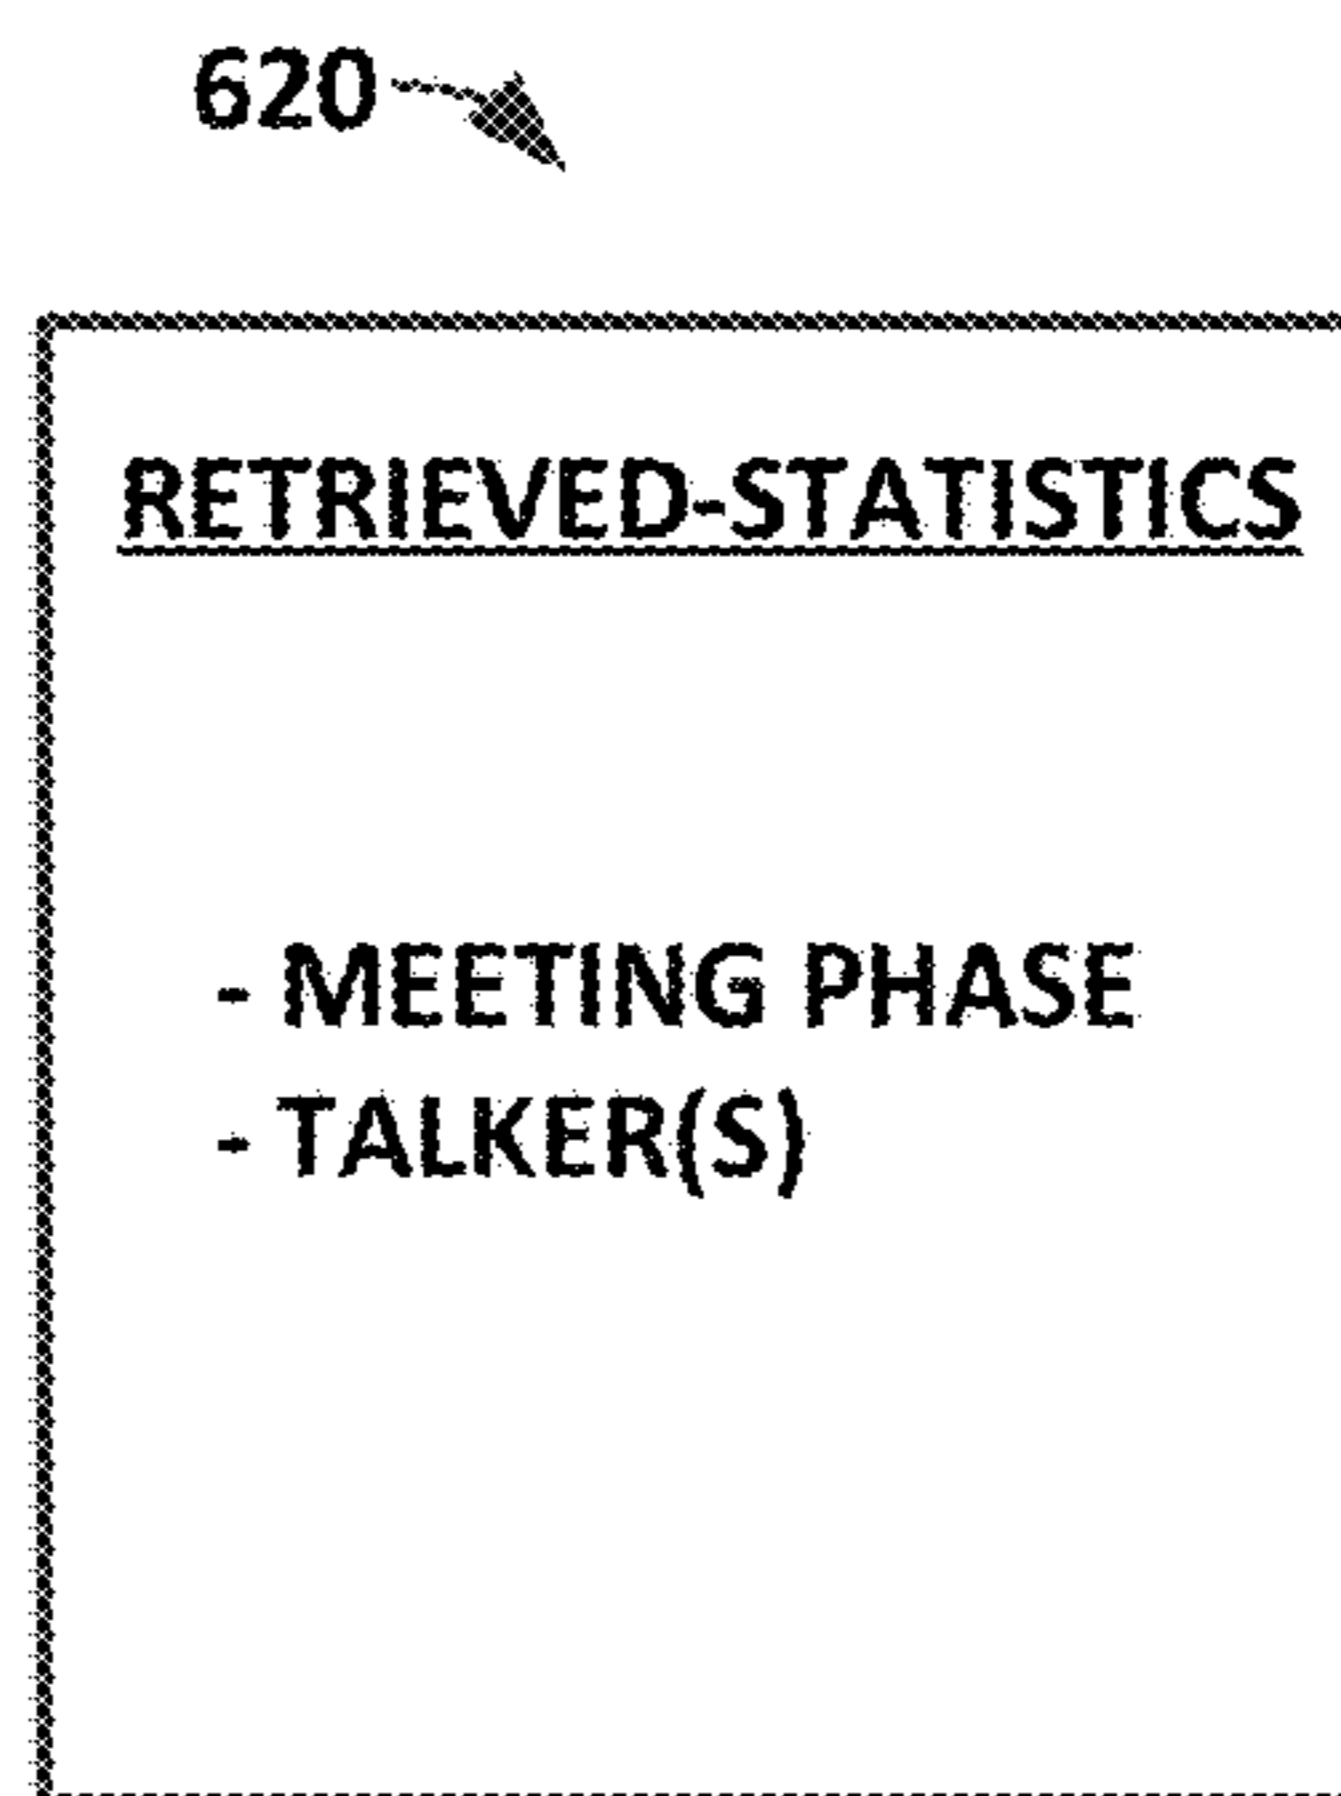 620
RETRIEVED-STATISTICS
- MEETING PHASE
- TALKER(S)